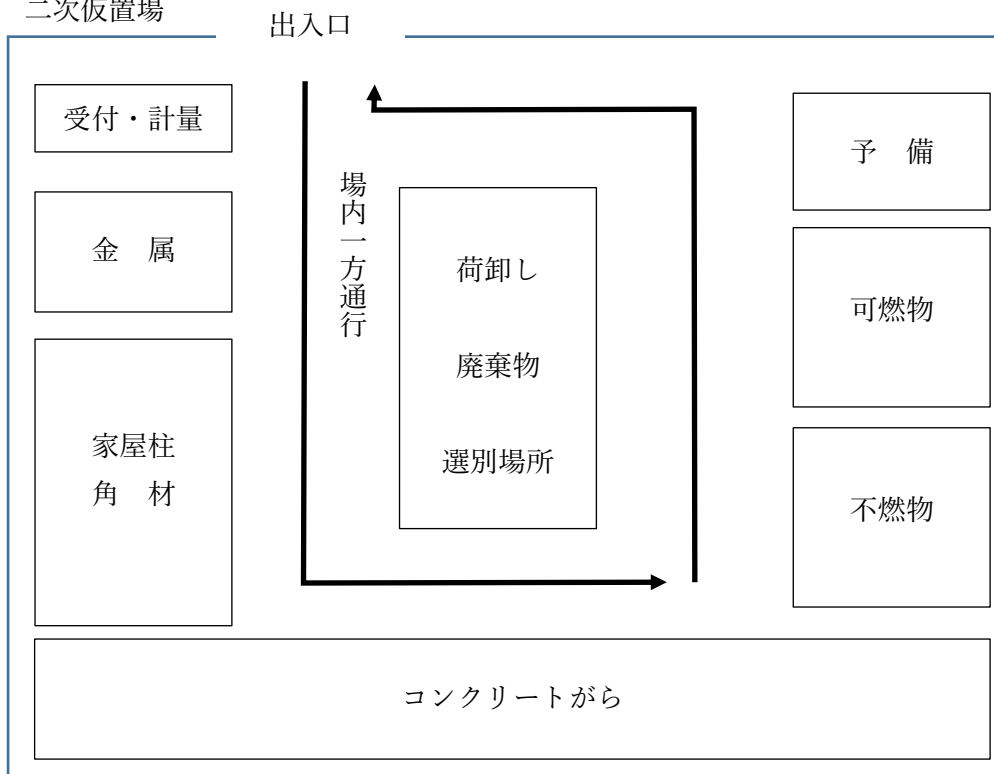 二次仮置場
出入口
受付・計量
金　属
家屋柱
角　材
場内一方通行
荷卸し
廃棄物
選別場所
予　備
可燃物
不燃物
コンクリートがら